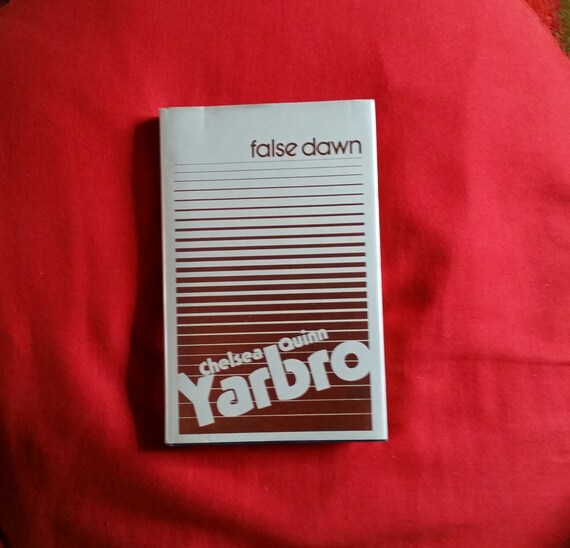 false dawn
Chelsea Quinn
Yarbro